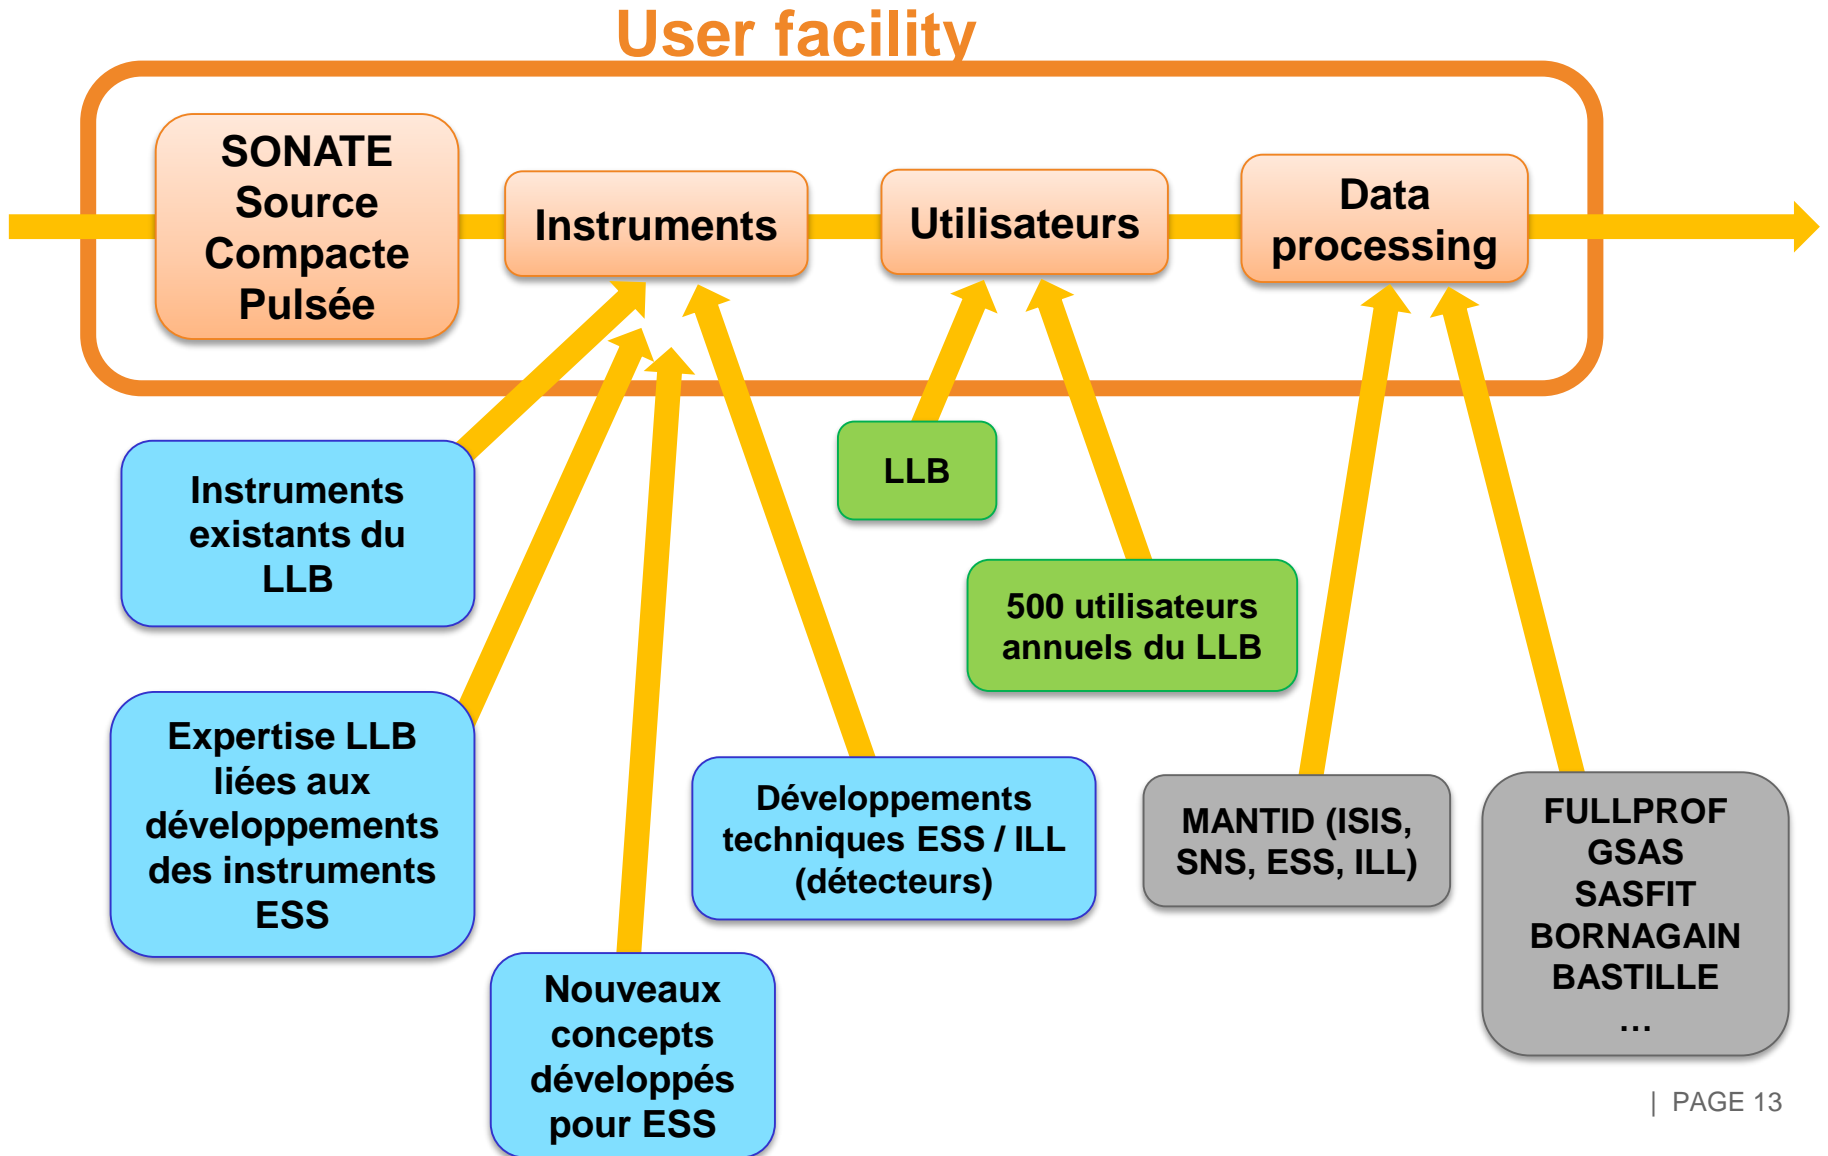 User facility
SONATE
Source
Compacte
Pulsée
Instruments
Utilisateurs
Data
processing
Instruments
existants du
LLB
LLB
500 utilisateurs
annuels du LLB
Expertise LLB
liées aux
développements
des instruments
ESS
Développements
techniques ESS / ILL
(détecteurs)
MANTID (ISIS,
SNS, ESS, ILL)
FULLPROF
GSAS
SASFIT
BORNAGAIN
BASTILLE
…
Nouveaux
concepts
développés
pour ESS
| PAGE 13